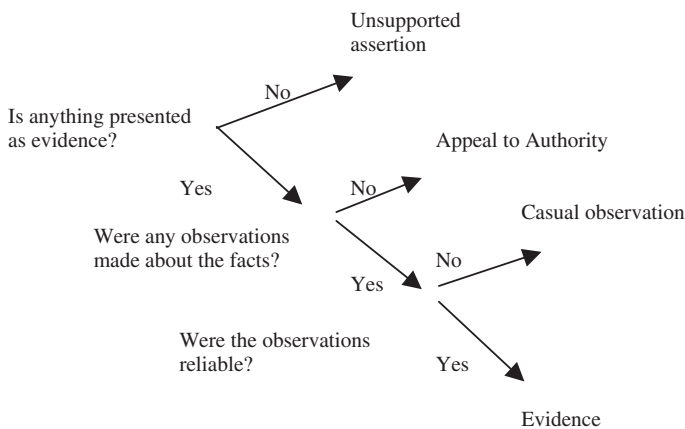 Unsupported
assertion
No
Is anything presented
as evidence?
Appeal to Authority
Yes
No
Casual observation
Were any observations
made about the facts?
No
Yes
Were the observations
reliable?
Yes
Evidence